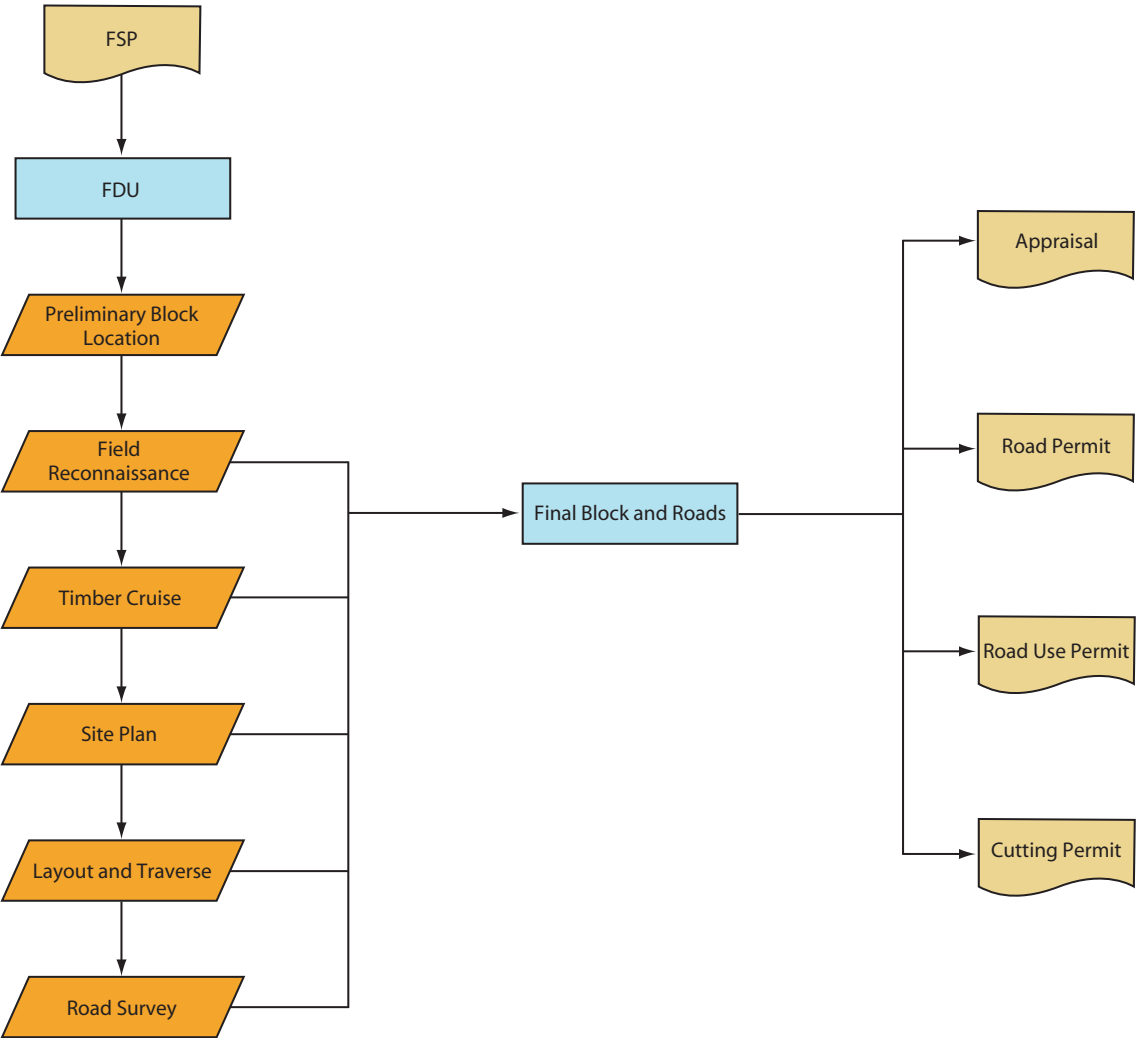 FSP
FDU
Preliminary Block
Location
Field
Reconnaissance
Timber Cruise
Site Plan
Layout and Traverse
Road Survey
Final Block and Roads
Appraisal
Road Permit
Road Use Permit
Cutting Permit